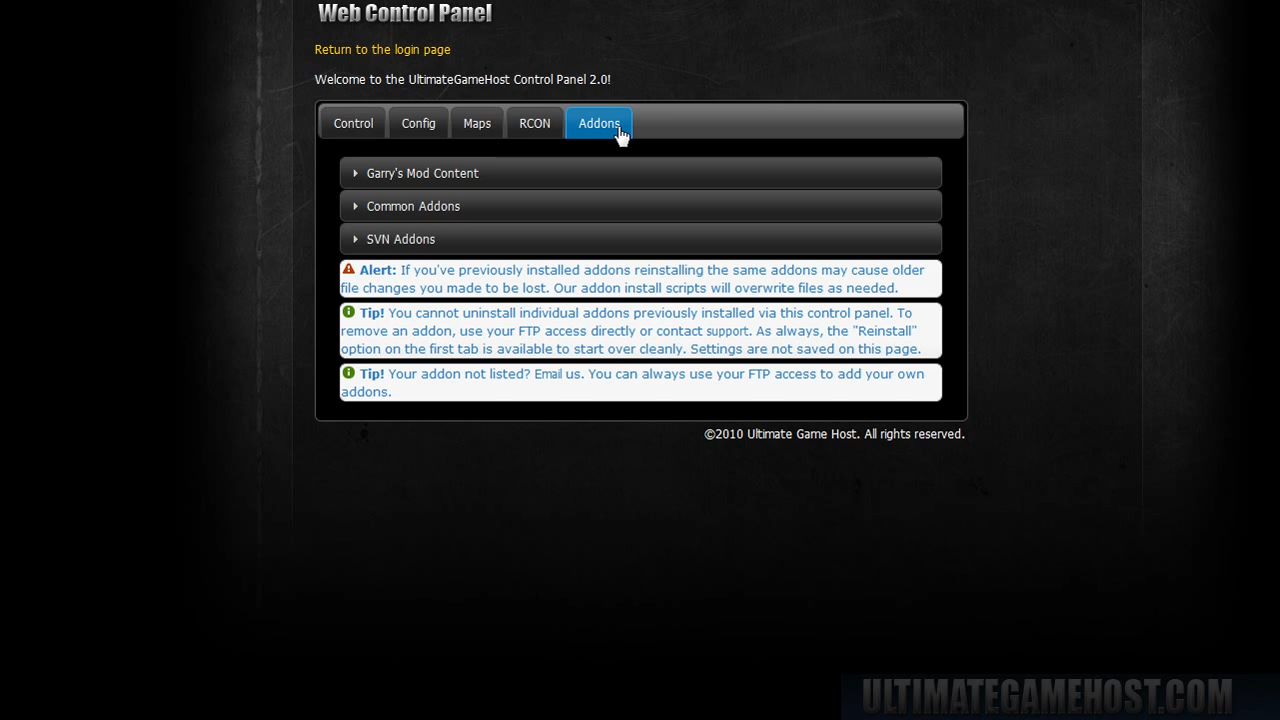 Web Control Panel
Return to the login page
Welcome to the UltimateGameHost Control Panel 2.0!
Control Config Maps RCON Addons
Garry's Mod Content
Common Addons
SVN Addons
Alert: If you've previously installed addons reinstalling the same addons may cause older
file changes you made to be lost. Our addon install scripts will overwrite files as needed.
Tip! You cannot uninstall individual addons previously installed via this control panel. To
remove an addon, use your FTP access directly or contact support. As always, the "Reinstall"
option on the first tab is available to start over cleanly. Settings are not saved on this page.
Tip! Your addon not listed? Email us. You can always use your FTP access to add your own
addons.
©2010 Ultimate Game Host. All rights reserved.
ULTIMATEGAMEHOST.COM